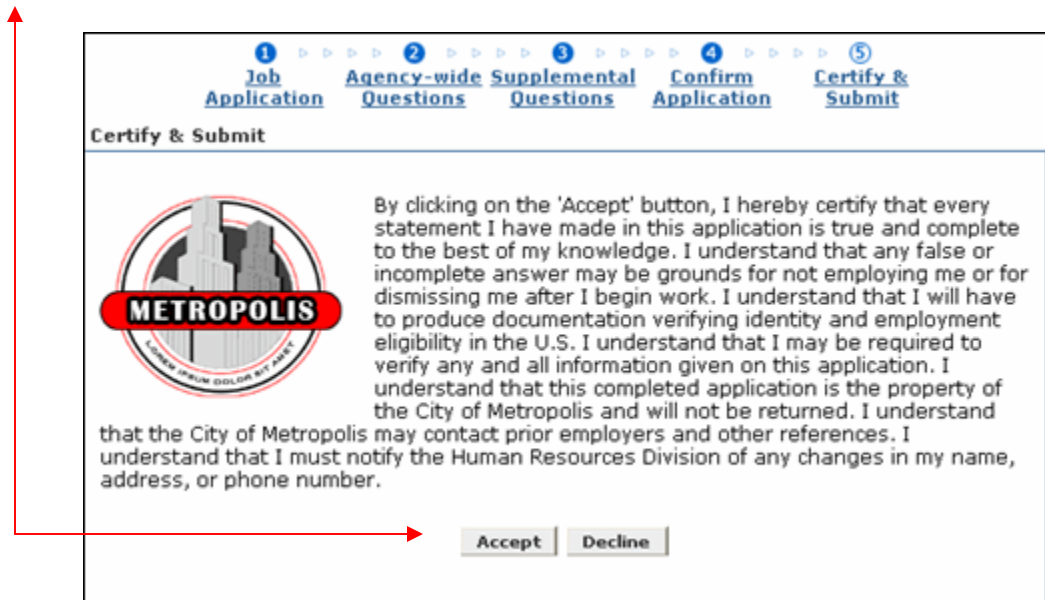 1 2 3 4 5
Job Agency-wide Supplemental Confirm Certify &
Application Questions Questions Application Submit
Certify & Submit
METROPOLIS
LOREM IPSUM DOLOR SIT AMET
By clicking on the 'Accept' button, I hereby certify that every
statement I have made in this application is true and complete
to the best of my knowledge. I understand that any false or
incomplete answer may be grounds for not employing me or for
dismissing me after I begin work. I understand that I will have
to produce documentation verifying identity and employment
eligibility in the U.S. I understand that I may be required to
verify any and all information given on this application. I
understand that this completed application is the property of
the City of Metropolis and will not be returned. I understand
that the City of Metropolis may contact prior employers and other references. I
understand that I must notify the Human Resources Division of any changes in my name,
address, or phone number.
Accept Decline